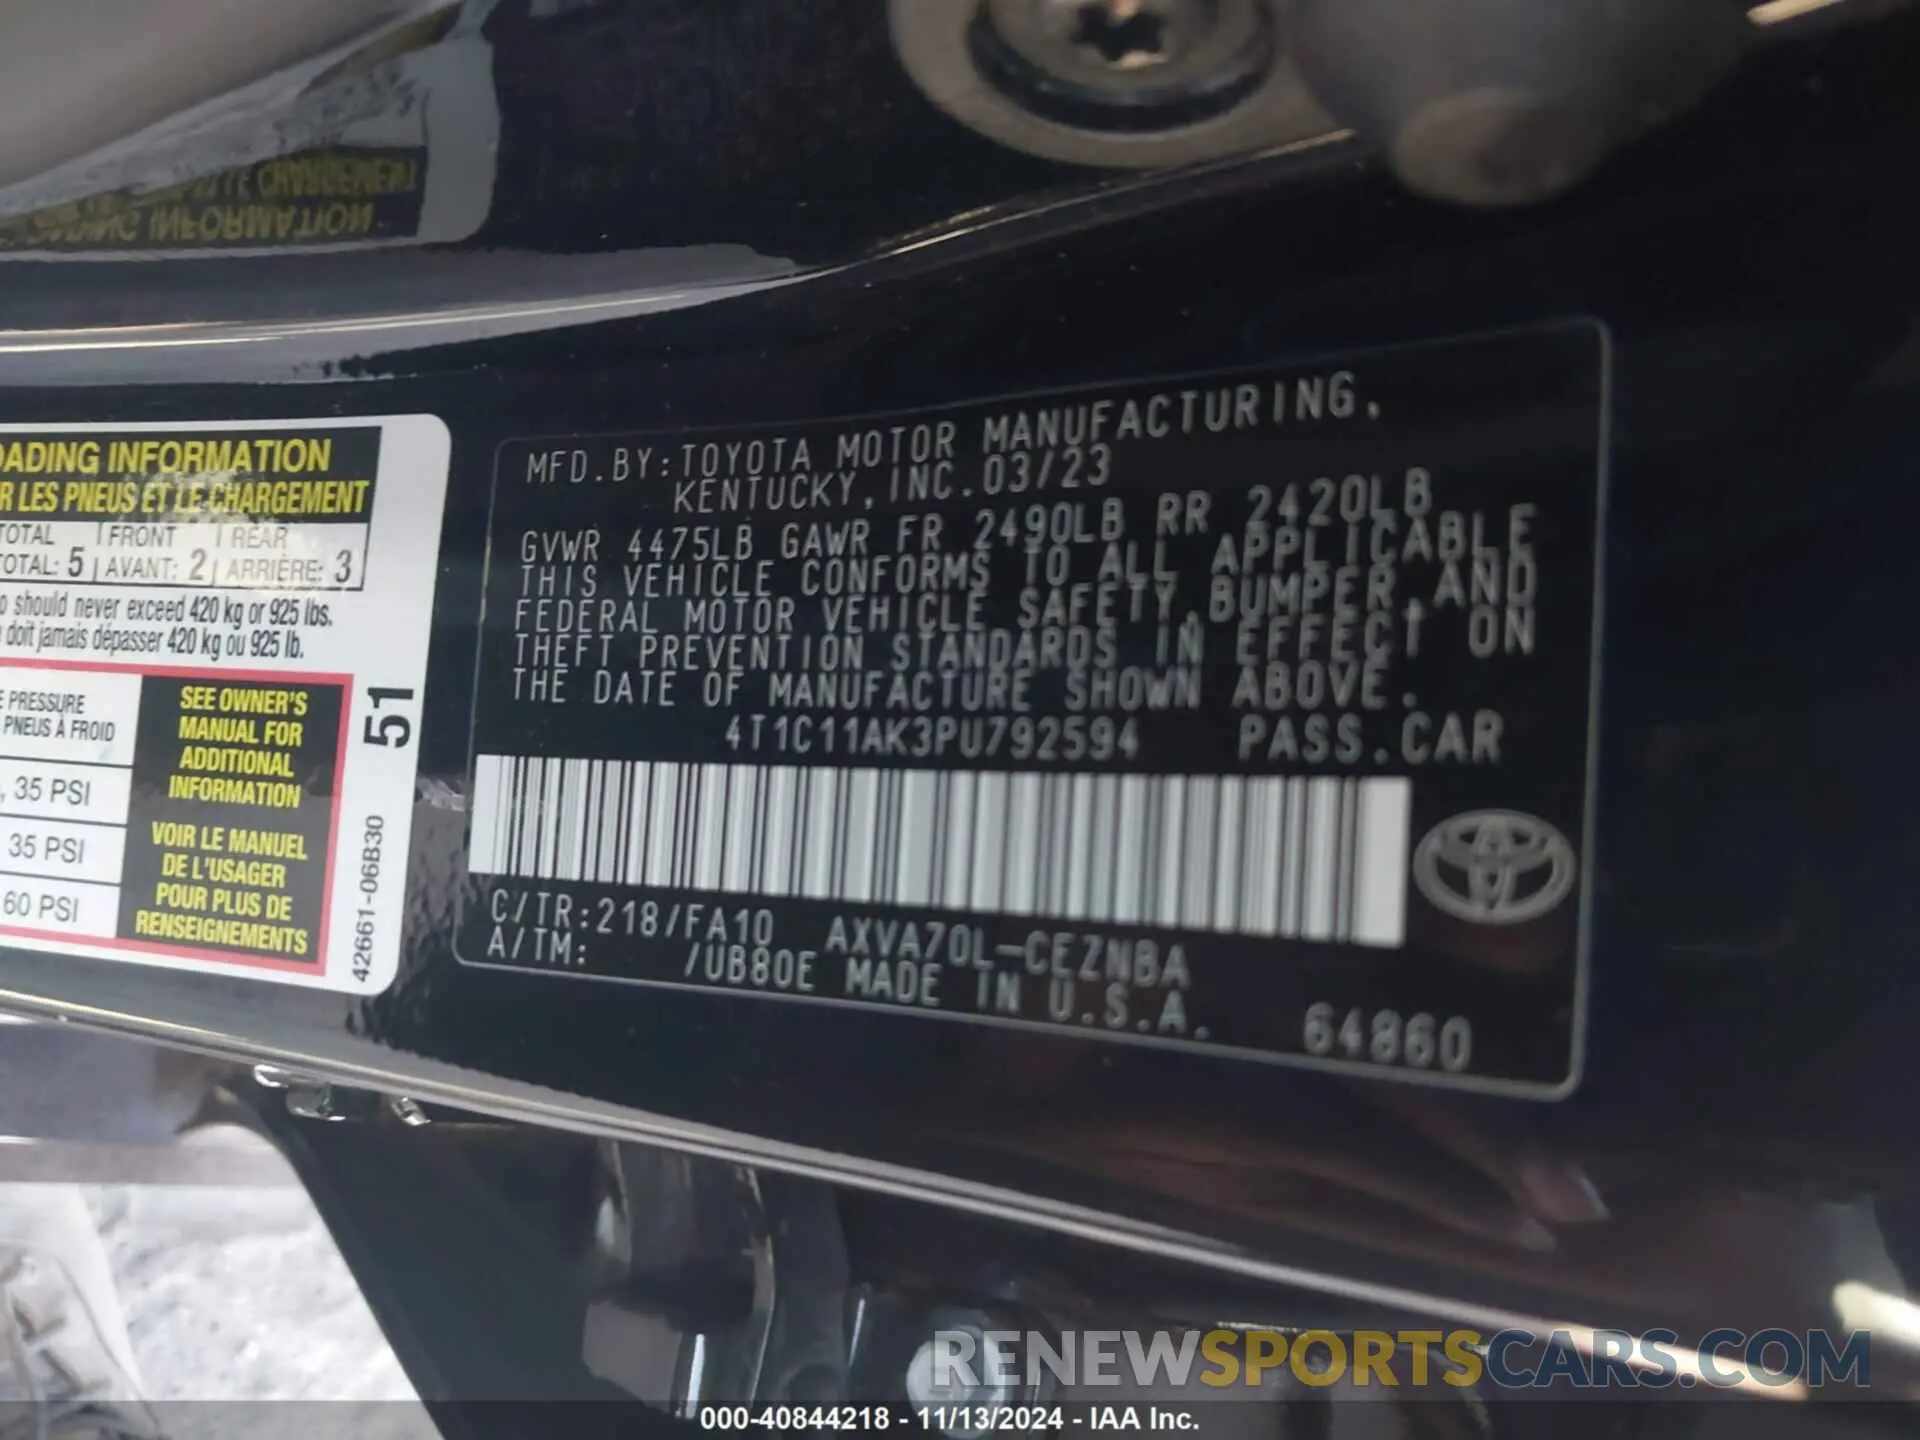 OADING INFORMATION
R LES PNEUS ET LE CHARGEMENT
TOTAL FRONT REAR
TOTAL: 5 AVANT: 2 ARRIÈRE: 3
o should never exceed 420 kg or 925 lbs.
doit jamais dépasser 420 kg ou 925 lb.
E PRESSURE
PNEUS À FROID
, 35 PSI
35 PSI
60 PSI
SEE OWNER'S
MANUAL FOR
ADDITIONAL
INFORMATION
VOIR LE MANUEL
DE L'USAGER
POUR PLUS DE
RENSEIGNEMENTS
51
42661-06B30
MFD.BY:TOYOTA MOTOR MANUFACTURING,
KENTUCKY,INC.03/23
GVWR 4475LB GAWR FR 2490LB RR 2420LB
THIS VEHICLE CONFORMS TO ALL APPLICABLE
FEDERAL MOTOR VEHICLE SAFETY,BUMPER,AND
THEFT PREVENTION STANDARDS IN EFFECT ON
THE DATE OF MANUFACTURE SHOWN ABOVE.
4T1C11AK3PU792594 PASS.CAR
C/TR:218/FA10 AXVA70L-CEZNBA
A/TM: /UB80E MADE IN U.S.A.
64860
RENEWSPORTSCARS.COM
000-40844218 - 11/13/2024 - IAA Inc.